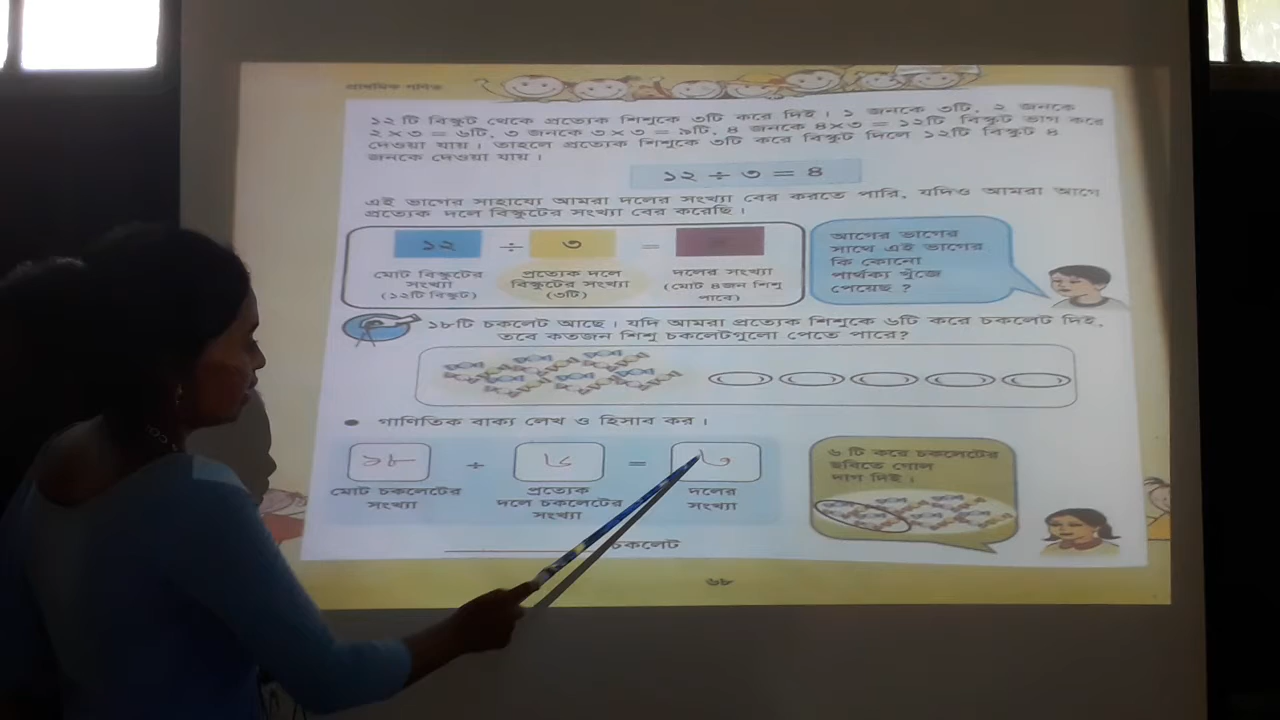 প্রাথমিক গণিত
১২ টি বিস্কুট থেকে প্রত্যেক শিশুকে ৩টি করে দিই। ১ জনকে ৩টি, ২ জনকে
২ × ৩ = ৬টি, ৩ জনকে ৩ × ৩ = ৯টি, ৪ জনকে ৪ × ৩ = ১২টি বিস্কুট ভাগ করে
দেওয়া যায়। তাহলে প্রত্যেক শিশুকে ৩টি করে বিস্কুট দিলে ১২টি বিস্কুট ৪
জনকে দেওয়া যায়।
১২ ÷ ৩ = ৪
এই ভাগের সাহায্যে আমরা দলের সংখ্যা বের করতে পারি, যদিও আমরা আগে
প্রত্যেক দলে বিস্কুটের সংখ্যা বের করেছি।
১২ ÷ ৩ =
মোট বিস্কুটের
সংখ্যা
(১২টি বিস্কুট)
প্রত্যেক দলে
বিস্কুটের সংখ্যা
(৩টি)
দলের সংখ্যা
(মোট ৪জন শিশু
পাবে)
আগের ভাগের
সাথে এই ভাগের
কি কোনো
পার্থক্য খুঁজে
পেয়েছ ?
১৮টি চকলেট আছে। যদি আমরা প্রত্যেক শিশুকে ৬টি করে চকলেট দিই,
তবে কতজন শিশু চকলেটগুলো পেতে পারে?
● গাণিতিক বাক্য লেখ ও হিসাব কর।
১৮ ÷ ৬ = ৩
মোট চকলেটের
সংখ্যা
প্রত্যেক
দলে চকলেটের
সংখ্যা
দলের
সংখ্যা
চকলেট
৬ টি করে চকলেটের
ছবিতে গোল
দাগ দিই।
৬৮